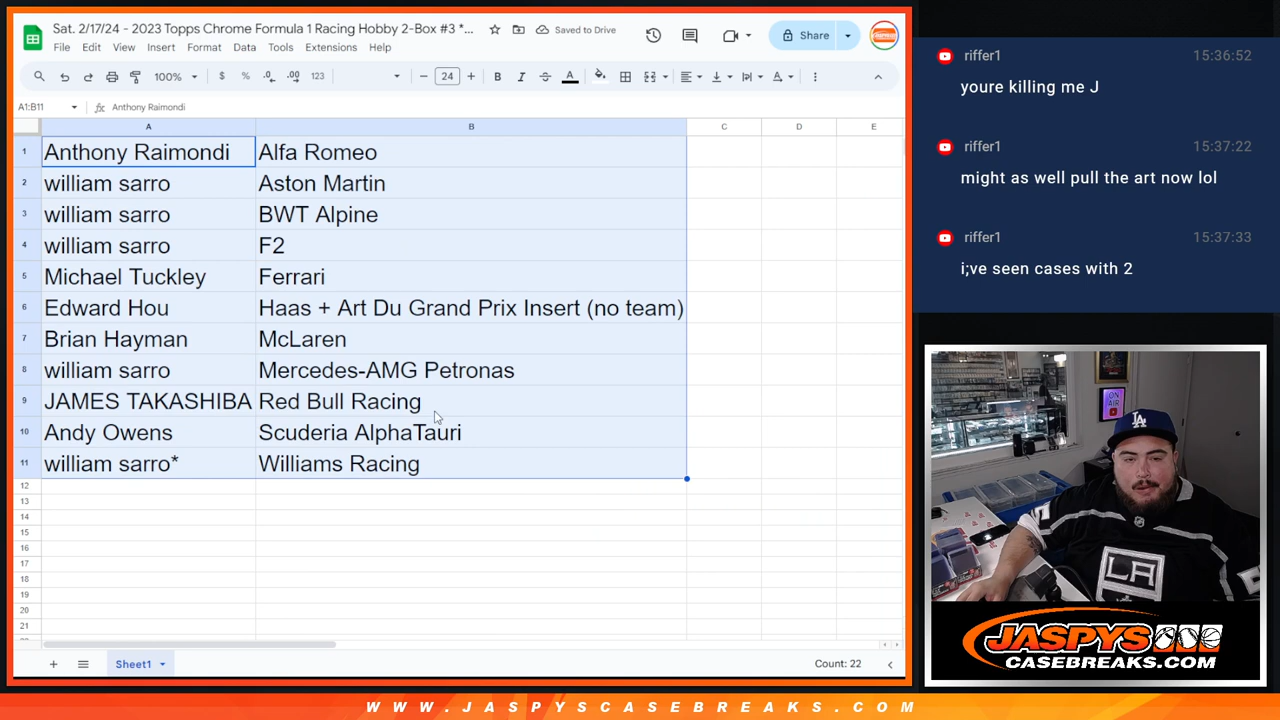 Sat. 2/17/24 - 2023 Topps Chrome Formula 1 Racing Hobby 2-Box #3 *...
Saved to Drive
Share
File Edit View Insert Format Data Tools Extensions Help
100% $ % .0 .00 123 24 B I A
A1:B11 fx Anthony Raimondi
A B C D E
1 Anthony Raimondi Alfa Romeo
2 william sarro Aston Martin
3 william sarro BWT Alpine
4 william sarro F2
5 Michael Tuckley Ferrari
6 Edward Hou Haas + Art Du Grand Prix Insert (no team)
7 Brian Hayman McLaren
8 william sarro Mercedes-AMG Petronas
9 JAMES TAKASHIBA Red Bull Racing
10 Andy Owens Scuderia AlphaTauri
11 william sarro* Williams Racing
12
13
14
15
16
17
18
19
20
21
Sheet1
Count: 22
riffer1 15:36:52
youre killing me J
riffer1 15:37:22
might as well pull the art now lol
riffer1 15:37:33
i;ve seen cases with 2
ON
AIR
LA
LA
JASPYS
CASEBREAKS.COM
WWW.JASPYSCASEBREAKS.COM